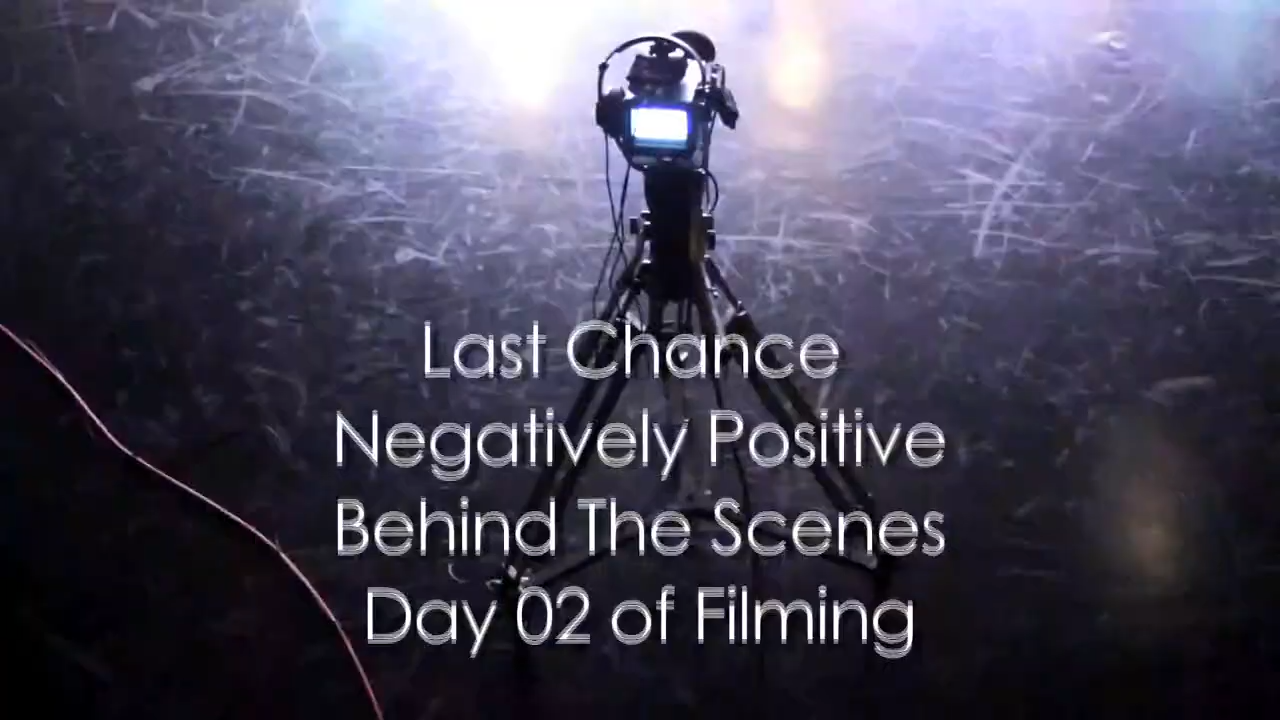 Last Chance
Negatively Positive
Behind The Scenes
Day 02 of Filming